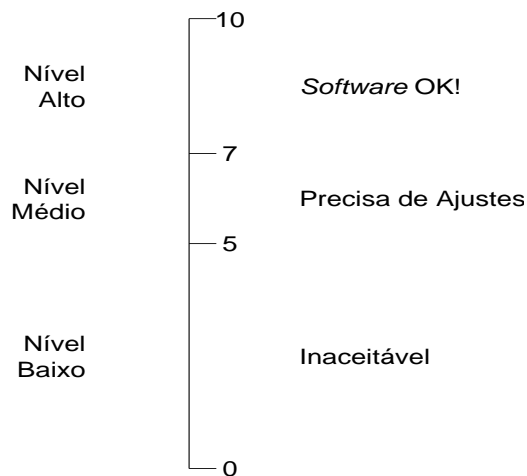 10
Nível
Alto
Software OK!
7
Nível
Médio
Precisa de Ajustes
5
Nível
Baixo
Inaceitável
0